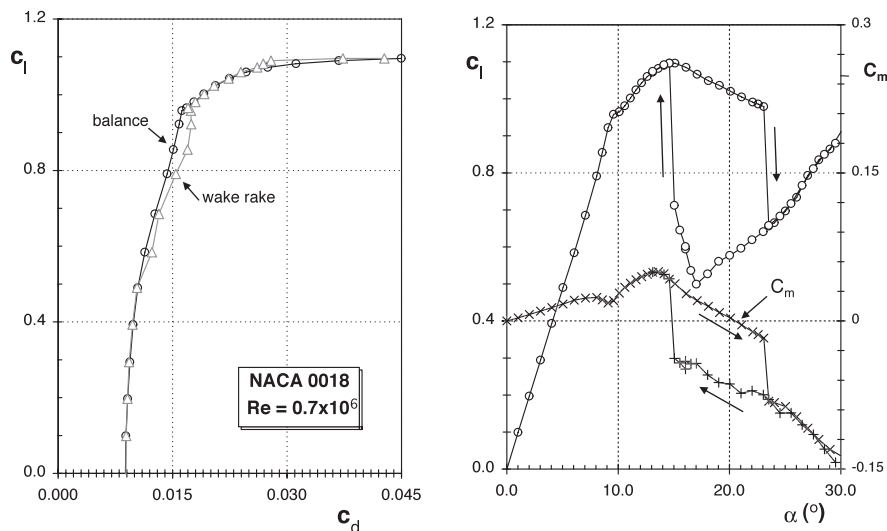 1.2
c_l
0.8
0.4
0.0
balance
wake rake
NACA 0018
Re = 0.7x10^6
0.000
0.015
0.030
0.045
c_d
1.2
c_l
0.8
0.4
0.0
0.3
c_m
0.15
0
-0.15
C_m
0.0
10.0
20.0
30.0
α (°)